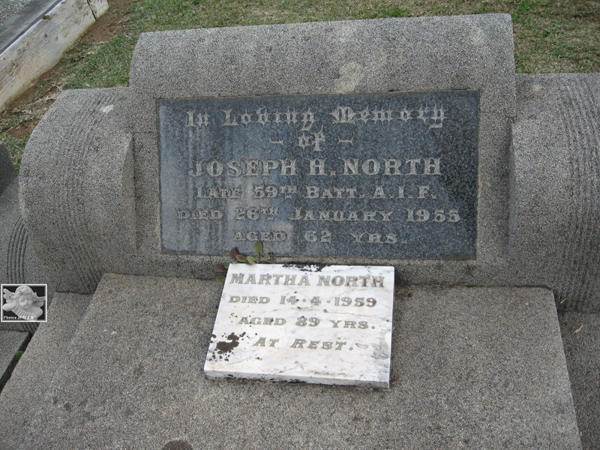 In Loving Memory
– of –
JOSEPH H. NORTH
LATE 59TH BATT. A.I.F.
DIED 26TH JANUARY 1955
AGED 62 YRS.
MARTHA NORTH
DIED 14·4·1959
AGED 89 YRS.
AT REST.